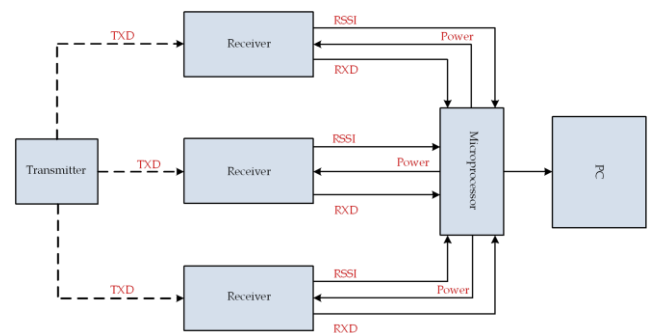 RSSI
TXD
Receiver
Power
RXD
Transmitter
TXD
Receiver
RSSI
Power
RXD
Microprocessor
PC
TXD
Receiver
RSSI
Power
RXD